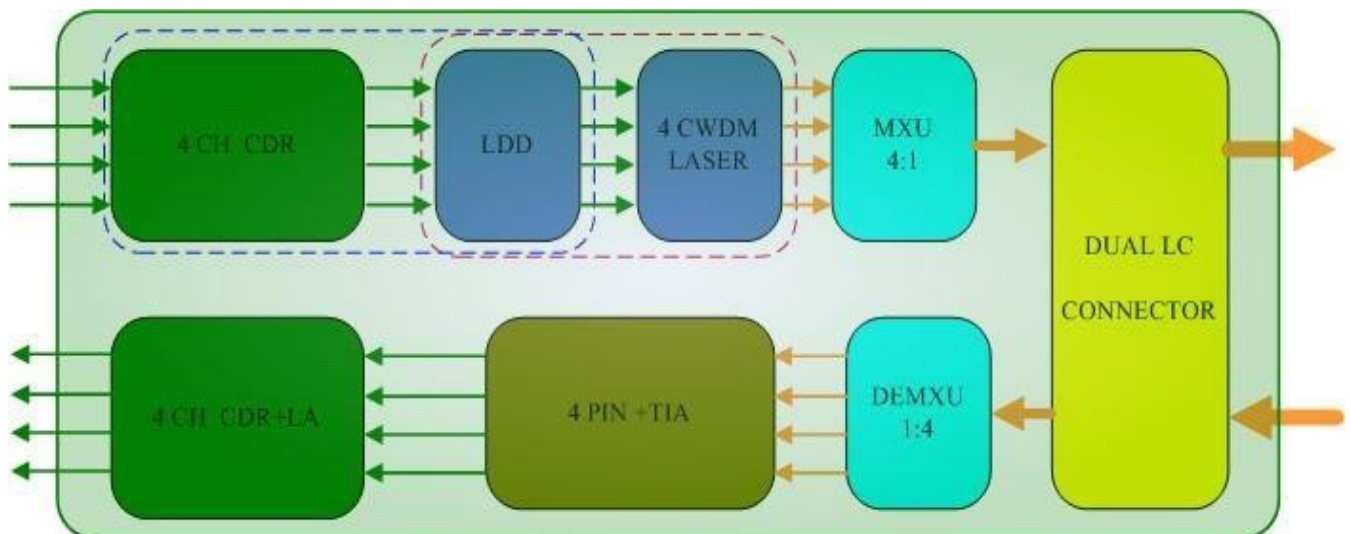 4 CH CDR
LDD
4 CWDM
LASER
MXU
4:1
DUAL LC
CONNECTOR
4 CH CDR+LA
4 PIN +TIA
DEMXU
1:4